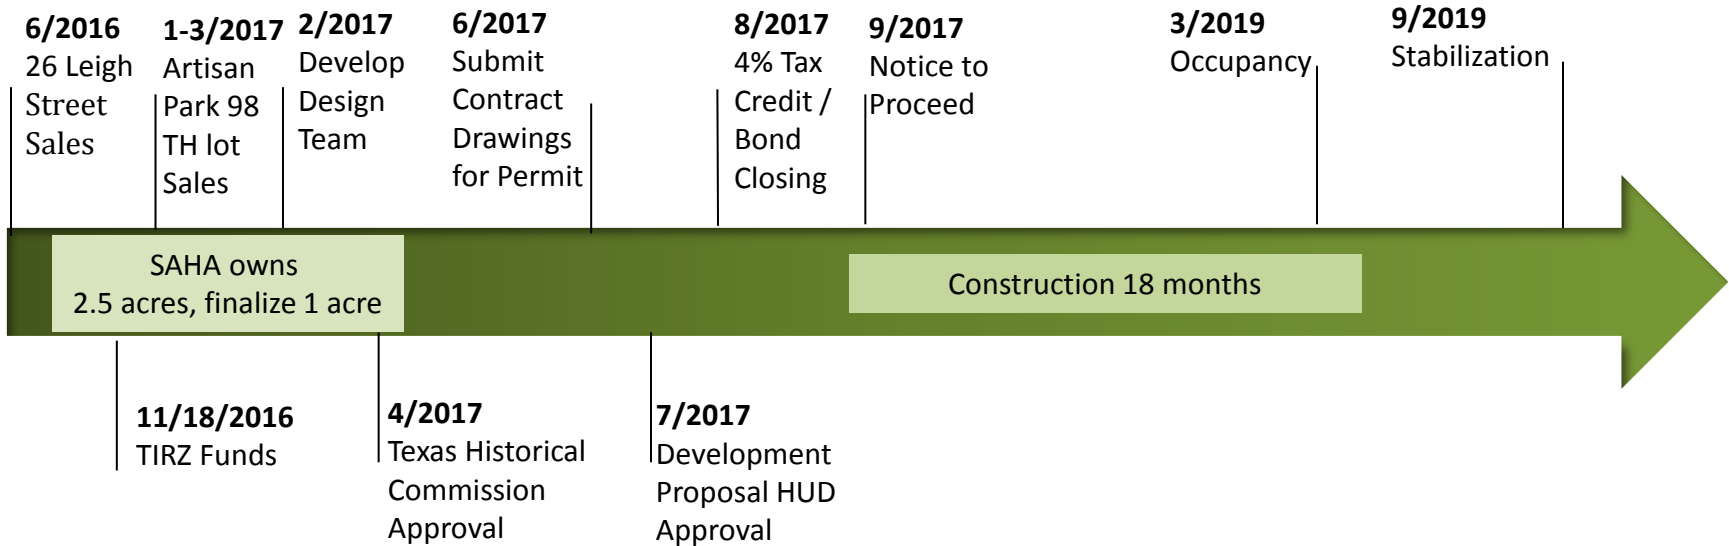 6/2016
26 Leigh
Street
Sales
1-3/2017
Artisan
Park 98
TH lot
Sales
2/2017
Develop
Design
Team
6/2017
Submit
Contract
Drawings
for Permit
8/2017
4% Tax
Credit /
Bond
Closing
9/2017
Notice to
Proceed
3/2019
Occupancy
9/2019
Stabilization
SAHA owns
2.5 acres, finalize 1 acre
Construction 18 months
11/18/2016
TIRZ Funds
4/2017
Texas Historical
Commission
Approval
7/2017
Development
Proposal HUD
Approval